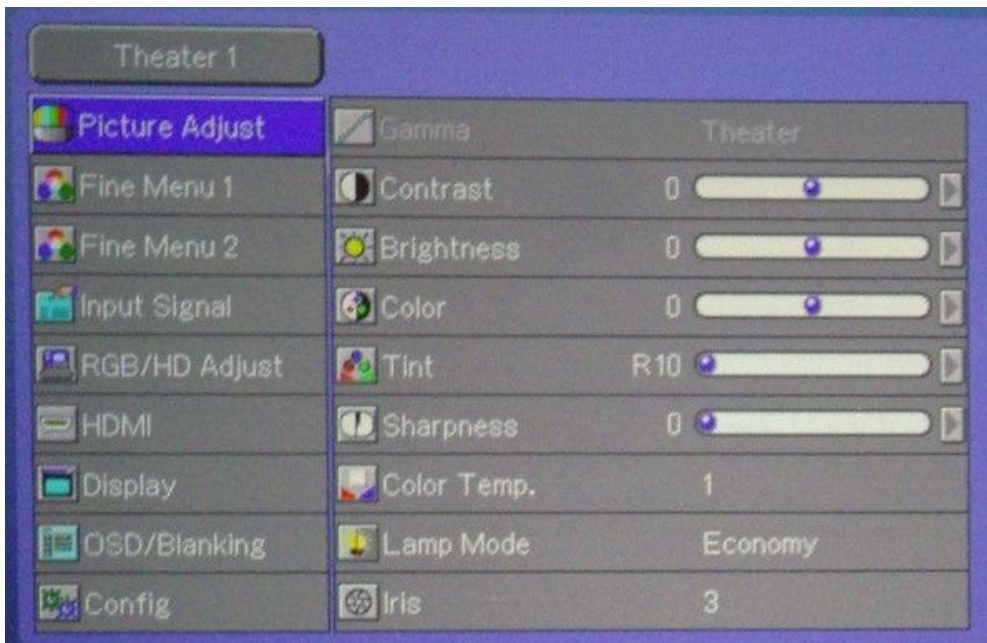 Theater 1
Picture Adjust
Fine Menu 1
Fine Menu 2
Input Signal
RGB/HD Adjust
HDMI
Display
OSD/Blanking
Config
Gamma Theater
Contrast 0
Brightness 0
Color 0
Tint R10
Sharpness 0
Color Temp. 1
Lamp Mode Economy
Iris 3